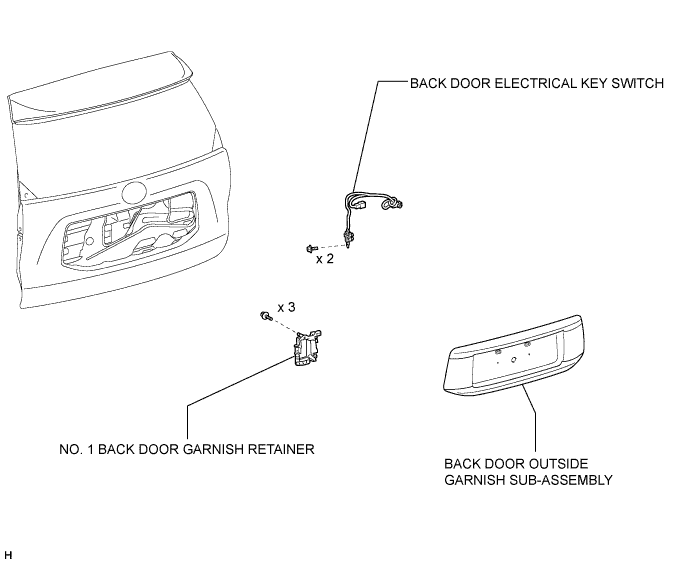 BACK DOOR ELECTRICAL KEY SWITCH
x 2
x 3
NO. 1 BACK DOOR GARNISH RETAINER
BACK DOOR OUTSIDE
GARNISH SUB-ASSEMBLY
H